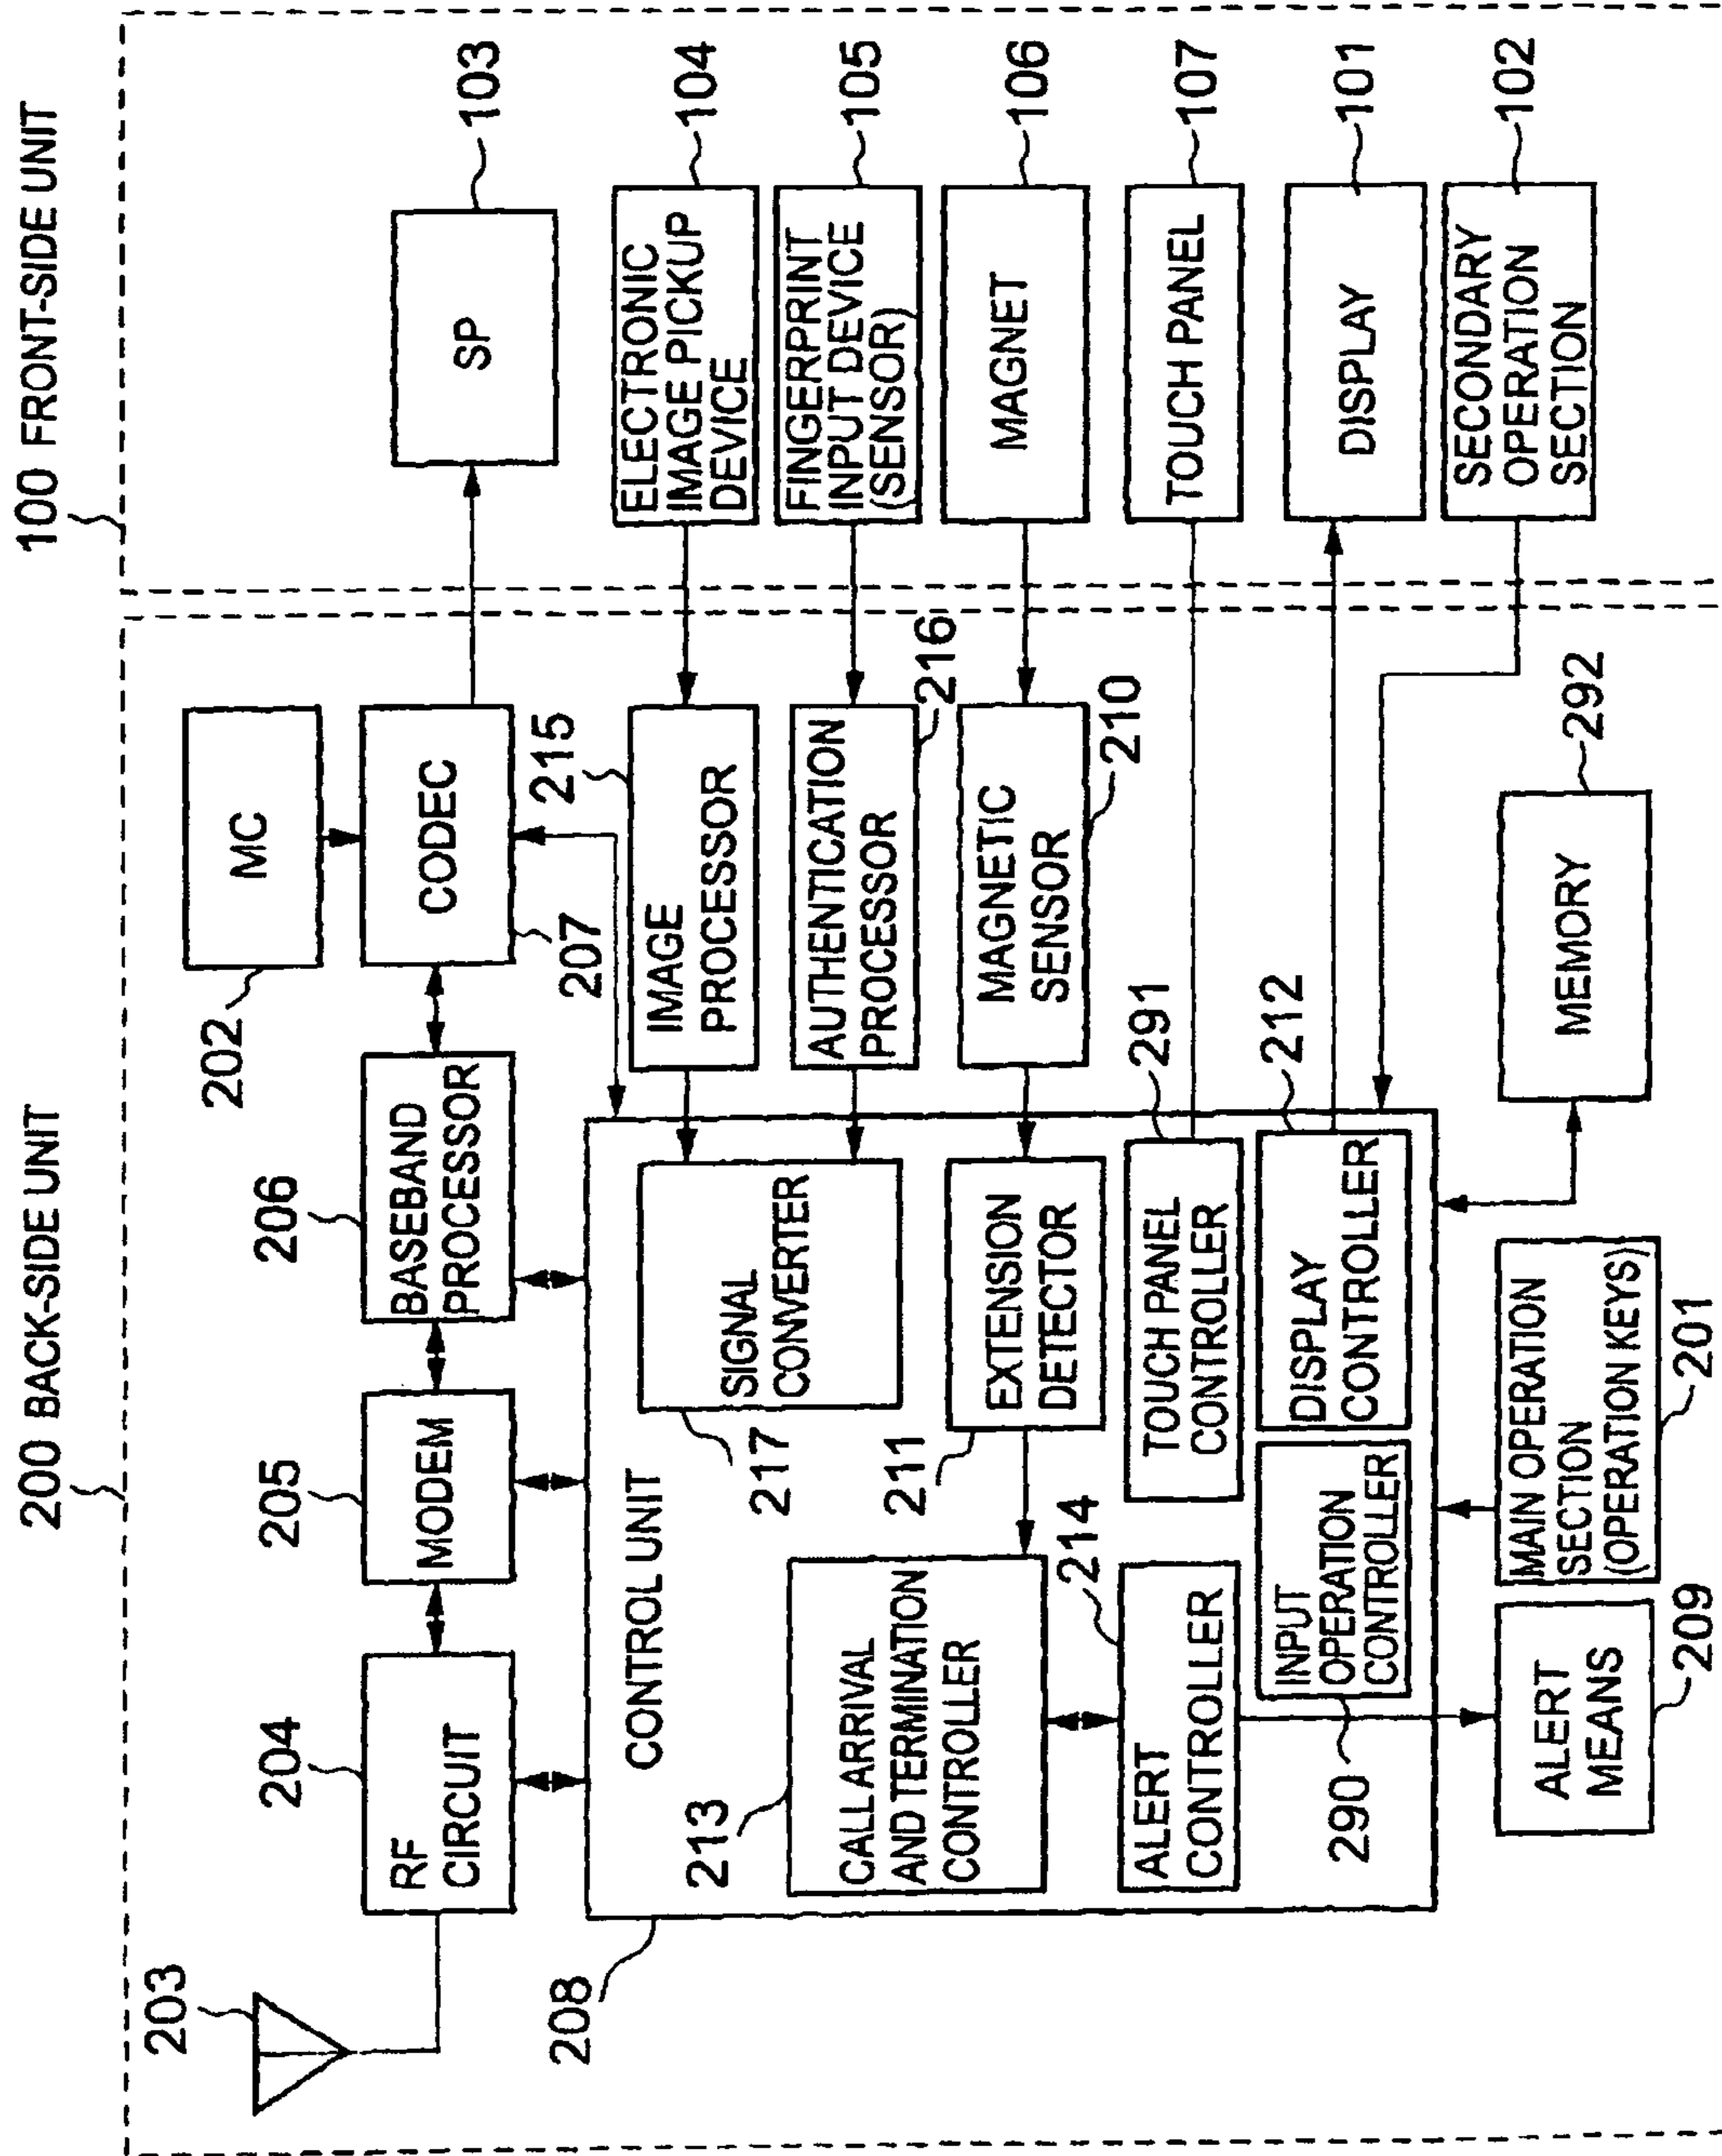 200 BACK-SIDE UNIT
100 FRONT-SIDE UNIT
203
204
RF
CIRCUIT
205
MODEM
206
BASEBAND
PROCESSOR
202
MC
CODEC
207
SP
103
208
CONTROL UNIT
217
SIGNAL
CONVERTER
215
IMAGE
PROCESSOR
ELECTRONIC
IMAGE PICKUP
DEVICE
104
AUTHENTICATION
PROCESSOR
216
FINGERPRINT
INPUT DEVICE
(SENSOR)
105
213
CALL ARRIVAL
AND TERMINATION
CONTROLLER
211
EXTENSION
DETECTOR
MAGNETIC
SENSOR
210
MAGNET
106
214
ALERT
CONTROLLER
TOUCH PANEL
CONTROLLER
291
TOUCH PANEL
107
290
INPUT
OPERATION
CONTROLLER
DISPLAY
CONTROLLER
212
DISPLAY
101
SECONDARY
OPERATION
SECTION
102
ALERT
MEANS
209
MAIN OPERATION
SECTION
(OPERATION KEYS)
201
MEMORY
292